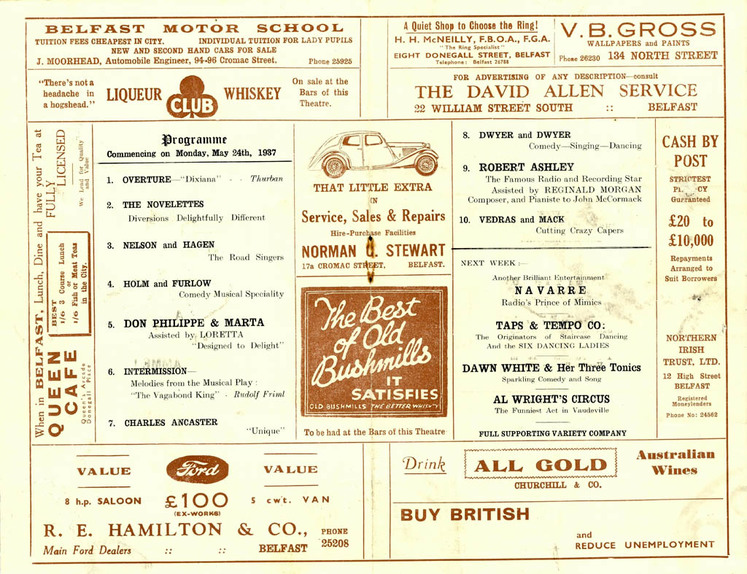 BELFAST MOTOR SCHOOL
TUITION FEES CHEAPEST IN CITY. INDIVIDUAL TUITION FOR LADY PUPILS
NEW AND SECOND HAND CARS FOR SALE
J. MOORHEAD, Automobile Engineer, 94-96 Cromac Street. Phone 25925
"There's not a
headache in
a hogshead."
LIQUEUR CLUB WHISKEY
On sale at the
Bars of this
Theatre.
A Quiet Shop to Choose the Ring!
H. H. McNEILLY, F.B.O.A., F.G.A.
"The Ring Specialist"
EIGHT DONEGALL STREET, BELFAST
Telephone: Belfast 24788
V. B. GROSS
WALLPAPERS and PAINTS
Phone 26230 134 NORTH STREET
FOR ADVERTISING OF ANY DESCRIPTION—consult
THE DAVID ALLEN SERVICE
22 WILLIAM STREET SOUTH :: BELFAST
When in BELFAST, Lunch, Dine and have your Tea at
QUEEN CAFE
Queen's Arcade
Donegall Place
FULLY LICENSED
We Lead for Quality
and Value
BEST
1/6 3 Course Lunch
or
1/6 Fish or Meat Teas
in the City.
Programme
Commencing on Monday, May 24th, 1937
1. OVERTURE—"Dixiana" - - Thurban
2. THE NOVELETTES
Diversions Delightfully Different
3. NELSON and HAGEN
The Road Singers
4. HOLM and FURLOW
Comedy Musical Speciality
5. DON PHILIPPE & MARTA
Assisted by LORETTA
"Designed to Delight"
6. INTERMISSION—
Melodies from the Musical Play:
"The Vagabond King" - Rudolf Friml
7. CHARLES ANCASTER
"Unique"
THAT LITTLE EXTRA
IN
Service, Sales & Repairs
Hire-Purchase Facilities
NORMAN STEWART
17a CROMAC STREET, BELFAST.
The Best
of Old
Bushmills
IT
SATISFIES
OLD BUSHMILLS "THE BETTER WHISKY"
To be had at the Bars of this Theatre
8. DWYER and DWYER
Comedy—Singing—Dancing
9. ROBERT ASHLEY
The Famous Radio and Recording Star
Assisted by REGINALD MORGAN
Composer, and Pianiste to John McCormack
10. VEDRAS and MACK
Cutting Crazy Capers
NEXT WEEK :—
Another Brilliant Entertainment
NAVARRE
Radio's Prince of Mimics
TAPS & TEMPO CO:
The Originators of Staircase Dancing
And the SIX DANCING LADIES
DAWN WHITE & Her Three Tonics
Sparkling Comedy and Song
AL WRIGHT'S CIRCUS
The Funniest Act in Vaudeville
FULL SUPPORTING VARIETY COMPANY
CASH BY
POST
STRICTEST
Gurranteed
£20 to
£10,000
Repayments
Arranged to
Suit Borrowers
NORTHERN
IRISH
TRUST, LTD.
12 High Street
BELFAST
Registered
Moneylenders
Phone No: 24562
VALUE Ford VALUE
8 h.p. SALOON £100 5 cwt. VAN
(EX-WORKS)
R. E. HAMILTON & CO., PHONE
25208
Main Ford Dealers :: :: BELFAST
Drink ALL GOLD Australian
Wines
CHURCHILL & CO.
BUY BRITISH
and
REDUCE UNEMPLOYMENT